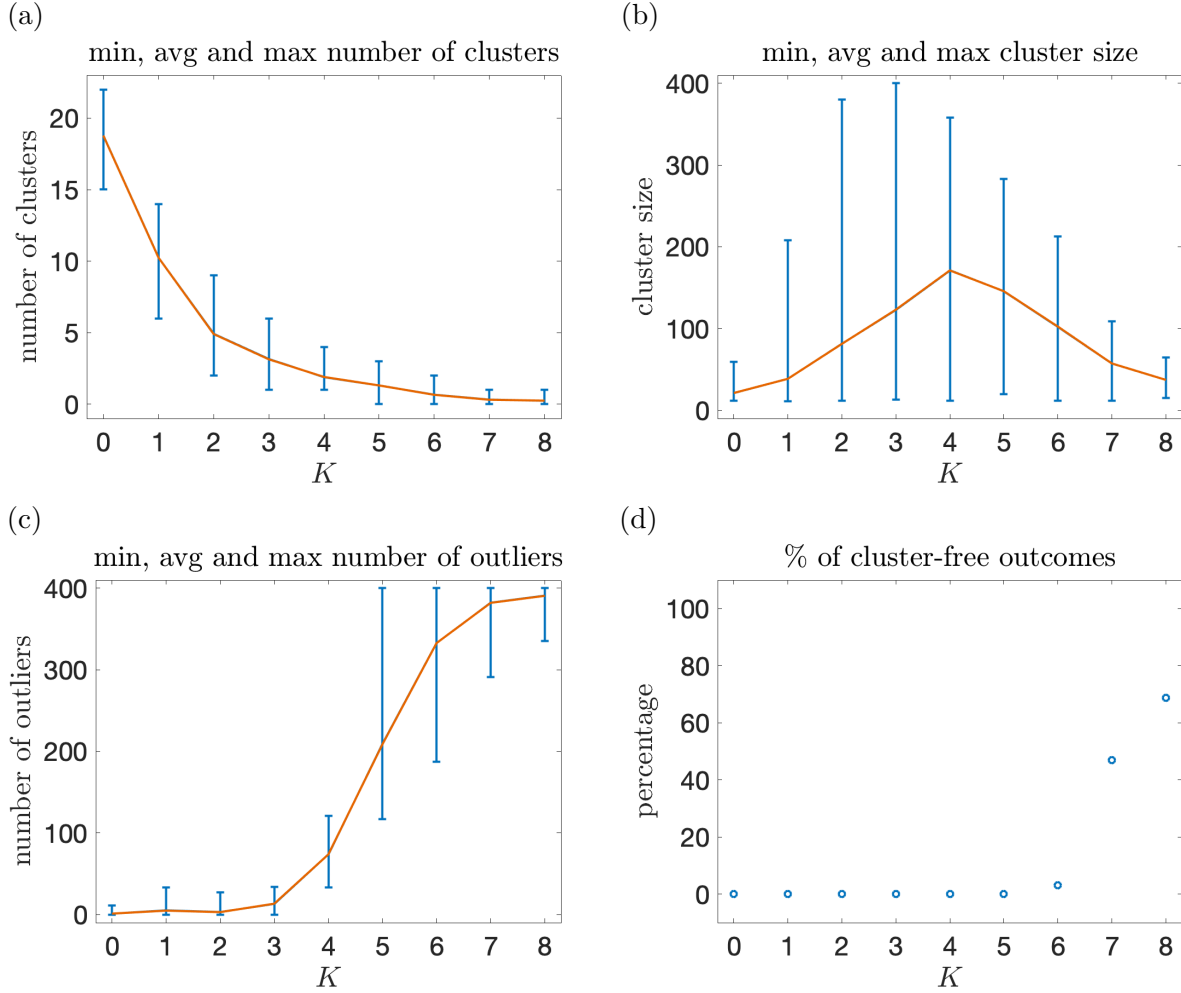 (a)
min, avg and max number of clusters
number of clusters
20
15
10
5
0
0 1 2 3 4 5 6 7 8
K
(b)
min, avg and max cluster size
cluster size
400
300
200
100
0
0 1 2 3 4 5 6 7 8
K
(c)
min, avg and max number of outliers
number of outliers
400
300
200
100
0
0 1 2 3 4 5 6 7 8
K
(d)
% of cluster-free outcomes
percentage
100
80
60
40
20
0
0 1 2 3 4 5 6 7 8
K